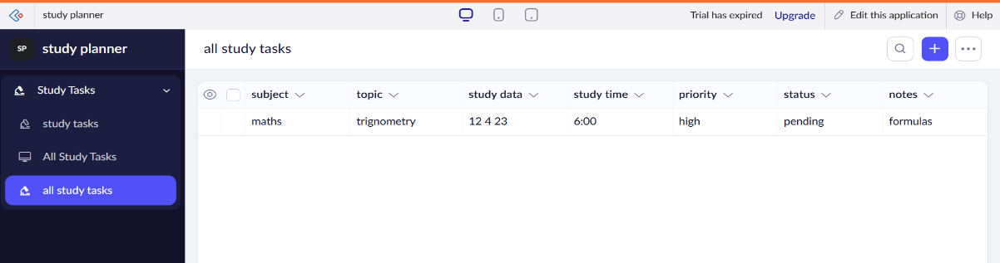 study planner
Trial has expired Upgrade Edit this application Help
SP study planner
all study tasks
Study Tasks
study tasks
All Study Tasks
all study tasks
subject topic study data study time priority status notes
maths trignometry 12 4 23 6:00 high pending formulas